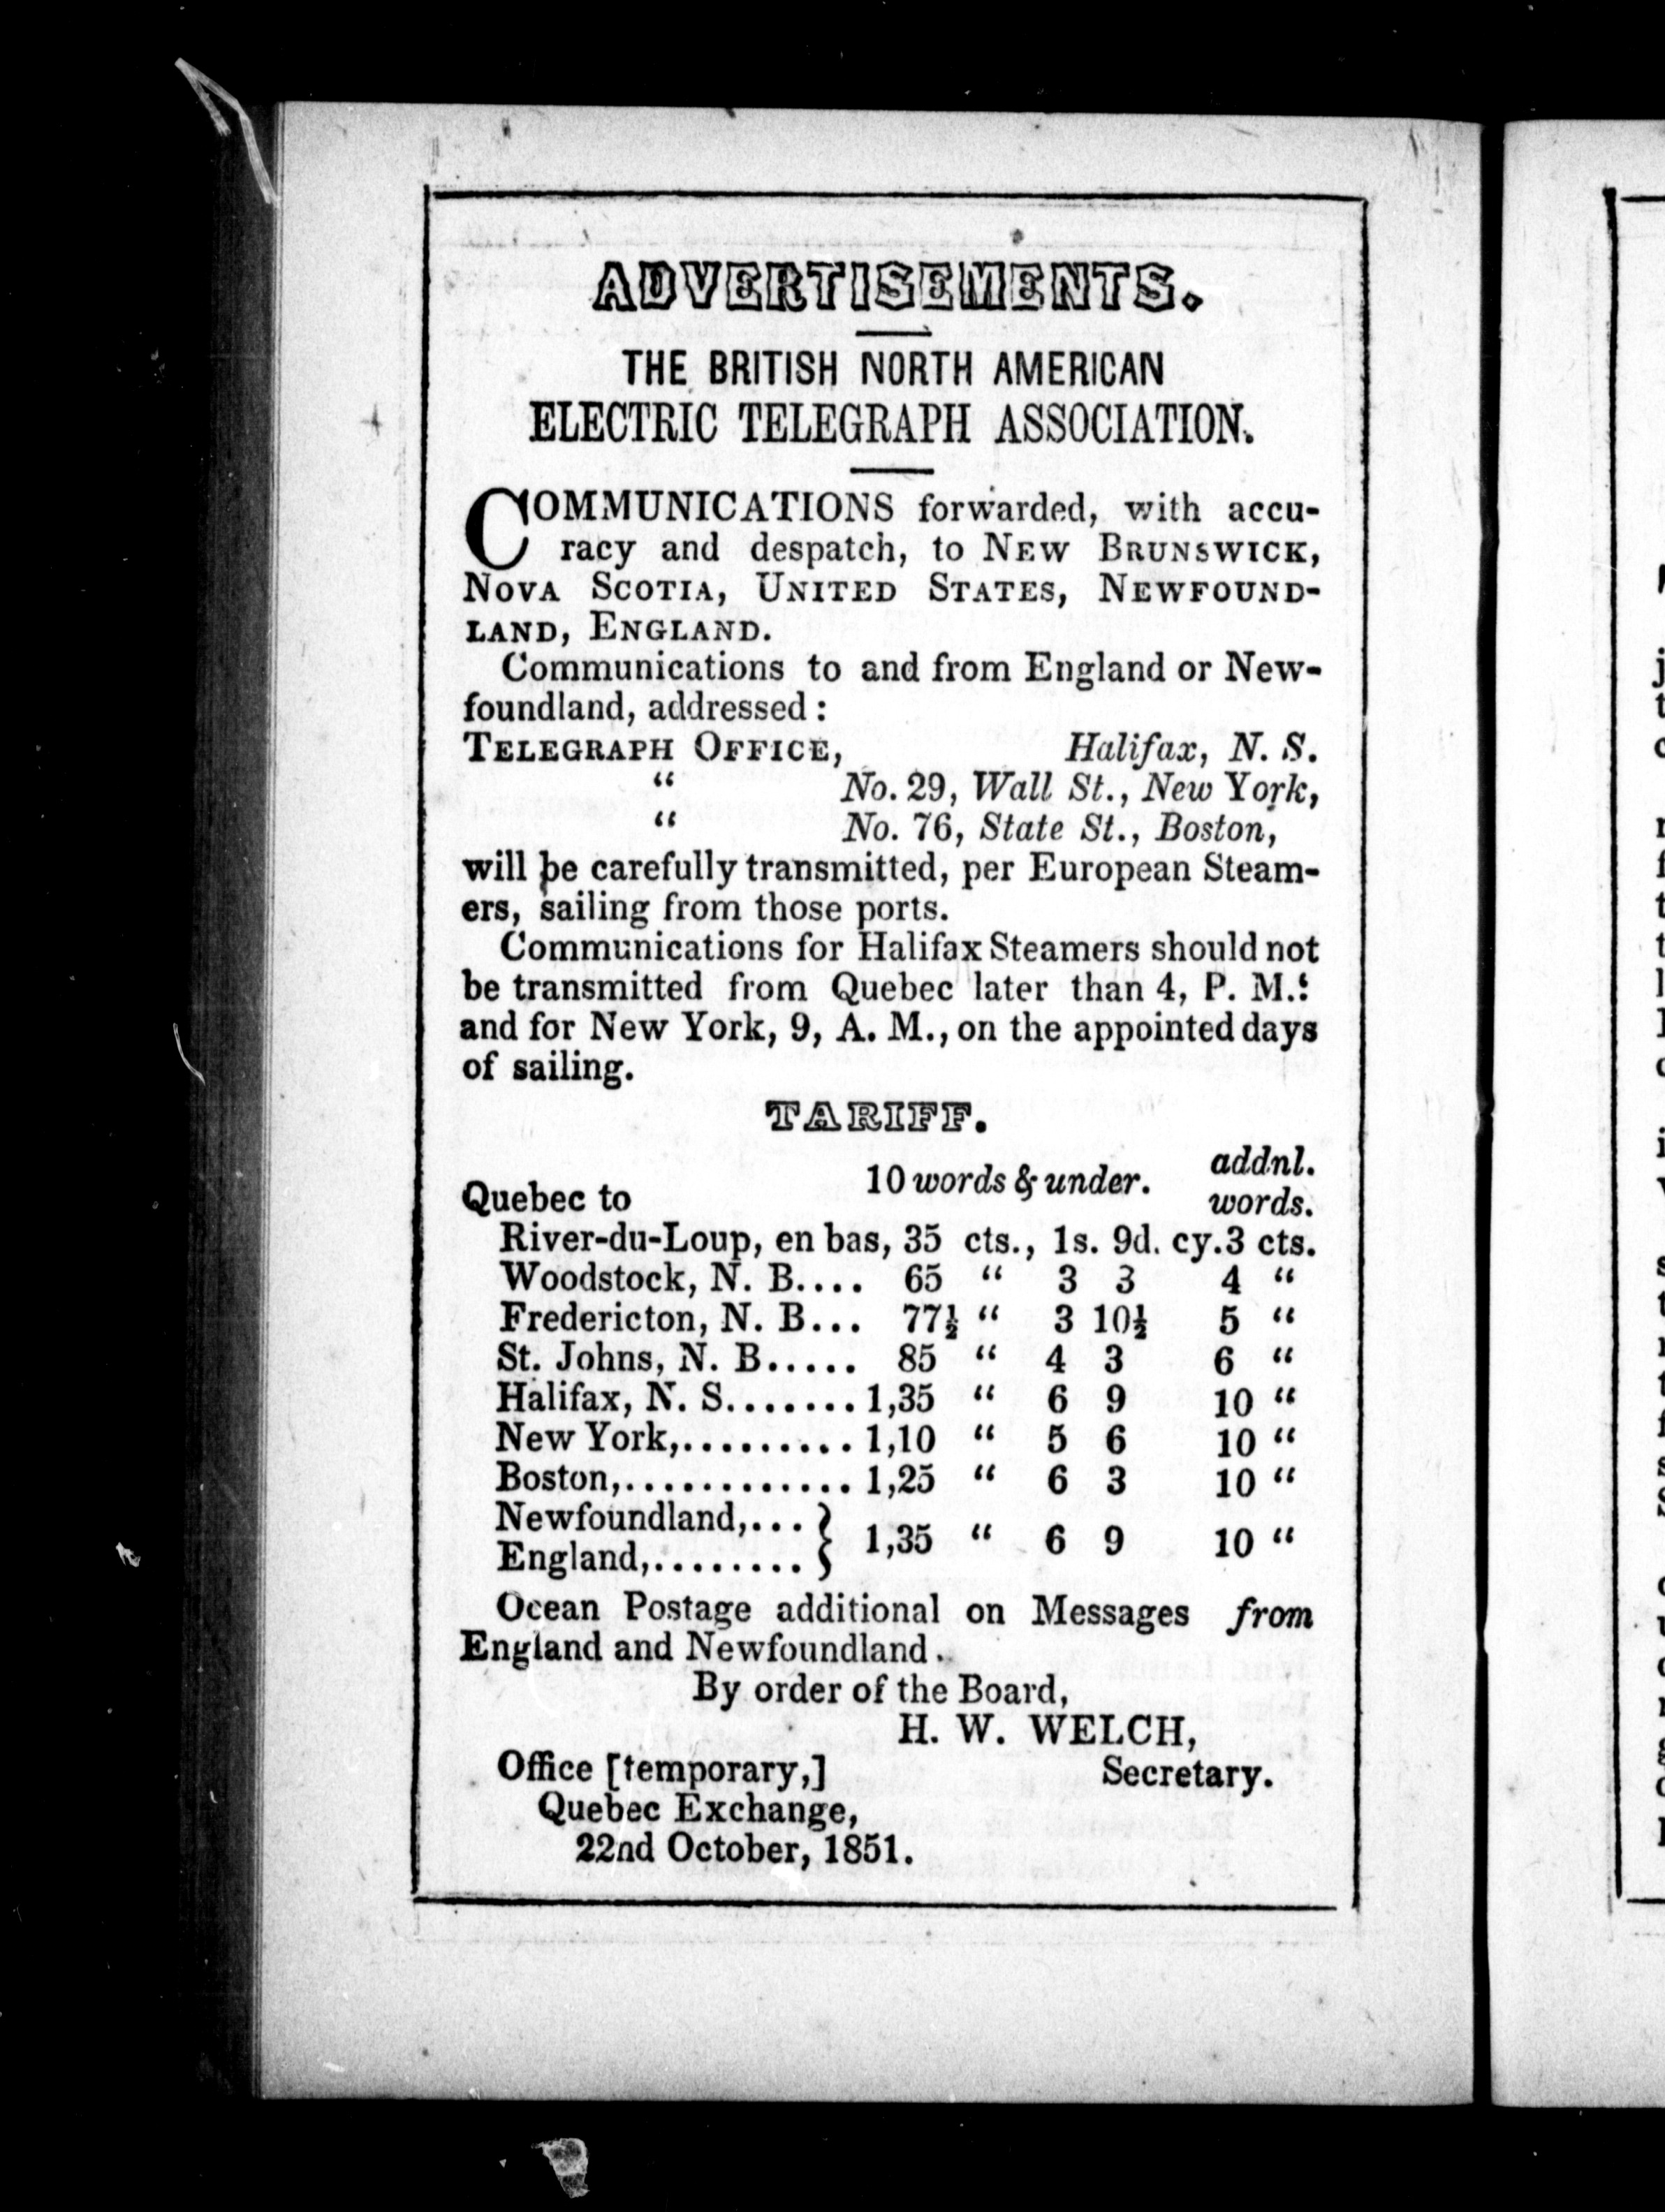 ADVERTISEMENTS.
THE BRITISH NORTH AMERICAN
ELECTRIC TELEGRAPH ASSOCIATION.
COMMUNICATIONS forwarded, with accu-
racy and despatch, to NEW BRUNSWICK,
NOVA SCOTIA, UNITED STATES, NEWFOUND-
LAND, ENGLAND.
Communications to and from England or New-
foundland, addressed :
TELEGRAPH OFFICE, Halifax, N. S.
“ No. 29, Wall St., New York,
“ No. 76, State St., Boston,
will be carefully transmitted, per European Steam-
ers, sailing from those ports.
Communications for Halifax Steamers should not
be transmitted from Quebec later than 4, P. M.:
and for New York, 9, A. M., on the appointed days
of sailing.
TARIFF.
Quebec to 10 words & under. addnl. words.
River-du-Loup, en bas, 35 cts., 1s. 9d. cy. 3 cts.
Woodstock, N. B.... 65 “ 3 3 4 “
Fredericton, N. B... 77½ “ 3 10½ 5 “
St. Johns, N. B..... 85 “ 4 3 6 “
Halifax, N. S....... 1,35 “ 6 9 10 “
New York,......... 1,10 “ 5 6 10 “
Boston,............ 1,25 “ 6 3 10 “
Newfoundland,... }
England,........ } 1,35 “ 6 9 10 “
Ocean Postage additional on Messages from
England and Newfoundland.
By order of the Board,
H. W. WELCH,
Office [temporary,] Secretary.
Quebec Exchange,
22nd October, 1851.